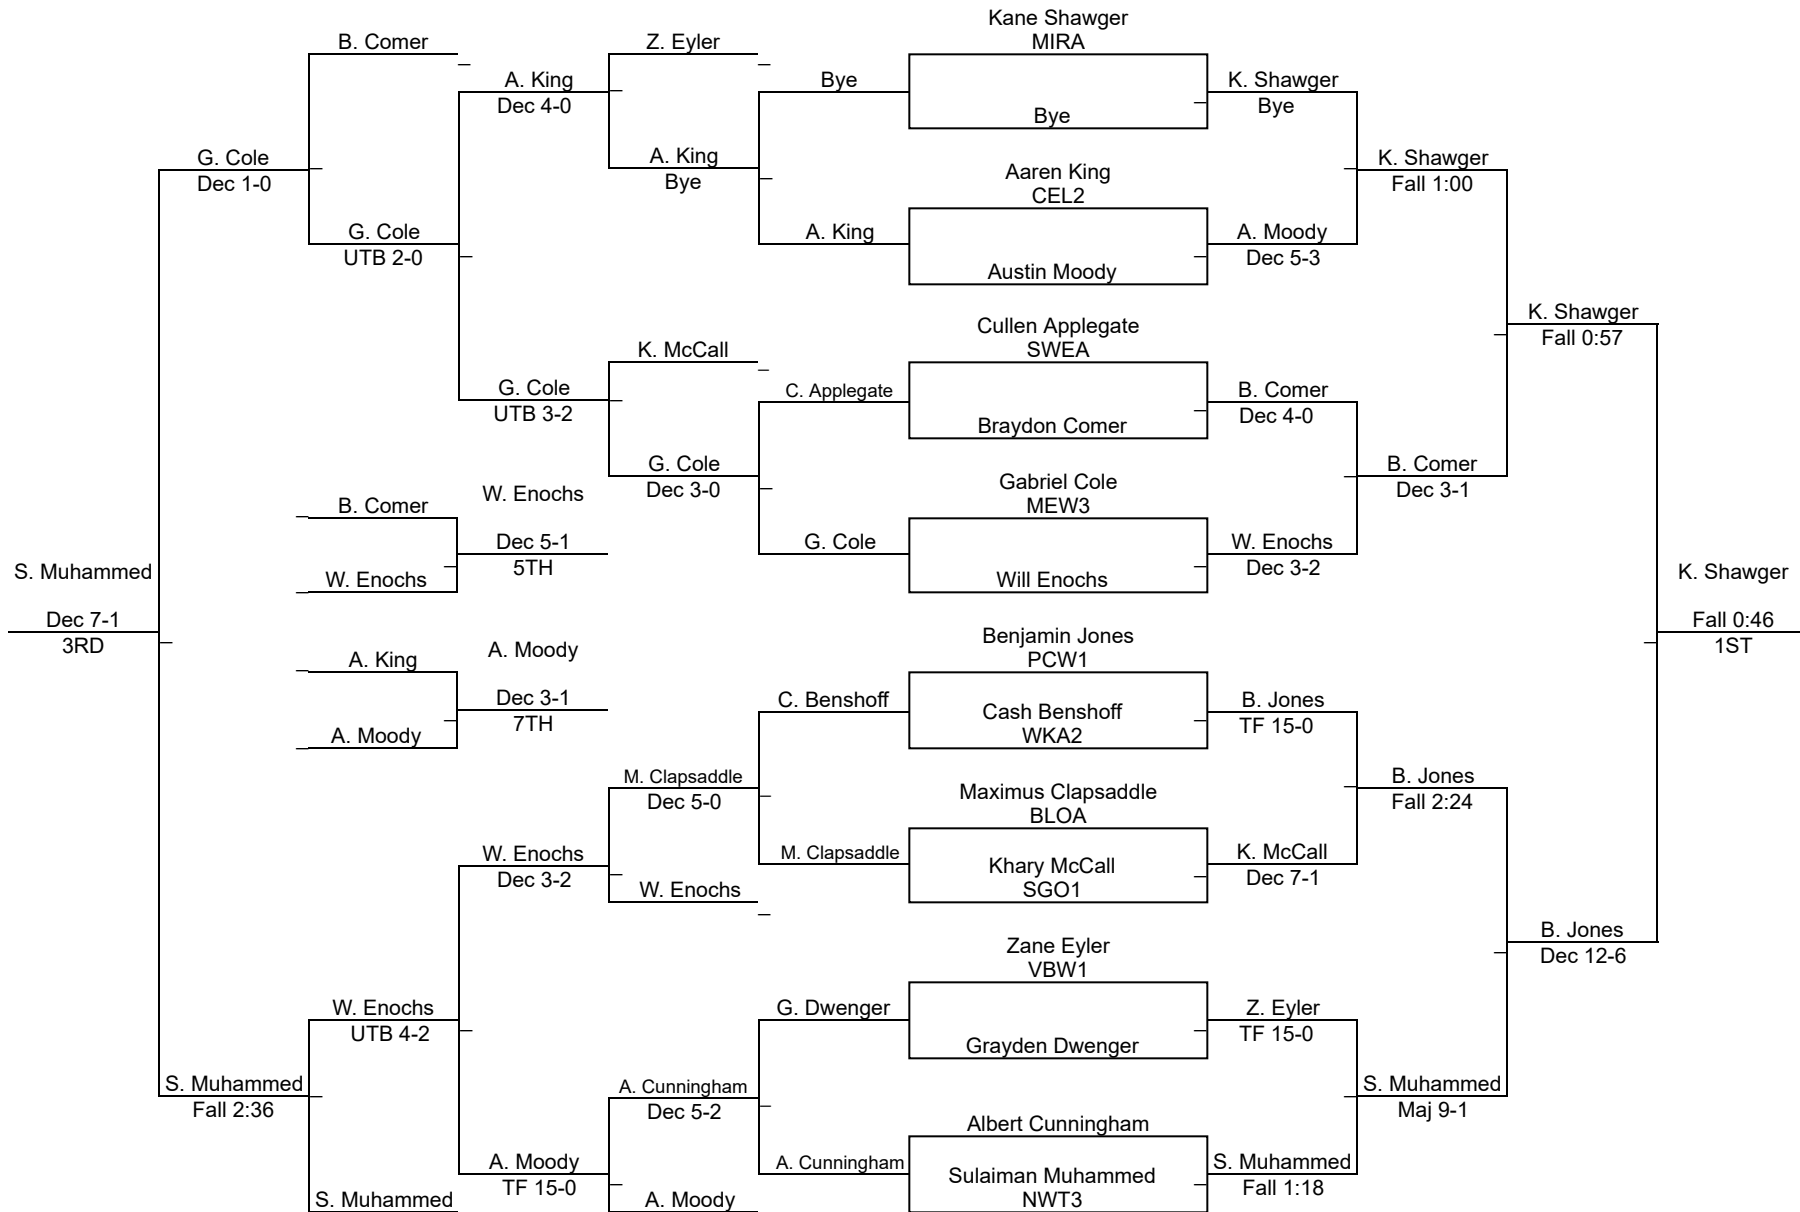 Kane Shawger
MIRA
B. Comer
Z. Eyler
A. King
Dec 4-0
Bye
K. Shawger
Bye
Bye
G. Cole
Dec 1-0
A. King
Bye
Aaren King
CEL2
K. Shawger
Fall 1:00
G. Cole
UTB 2-0
A. King
A. Moody
Dec 5-3
Austin Moody
K. Shawger
Fall 0:57
Cullen Applegate
SWEA
K. McCall
G. Cole
UTB 3-2
C. Applegate
B. Comer
Dec 4-0
Braydon Comer
G. Cole
Dec 3-0
B. Comer
Dec 3-1
Gabriel Cole
MEW3
B. Comer
W. Enochs
Dec 5-1
5TH
G. Cole
W. Enochs
Dec 3-2
W. Enochs
Will Enochs
S. Muhammed
Dec 7-1
3RD
K. Shawger
Fall 0:46
1ST
Benjamin Jones
PCW1
A. King
A. Moody
Dec 3-1
7TH
A. Moody
C. Benshoff
Cash Benshoff
WKA2
B. Jones
TF 15-0
M. Clapsaddle
Dec 5-0
Maximus Clapsaddle
BLOA
B. Jones
Fall 2:24
W. Enochs
Dec 3-2
M. Clapsaddle
Khary McCall
SGO1
K. McCall
Dec 7-1
W. Enochs
Zane Eyler
VBW1
B. Jones
Dec 12-6
W. Enochs
UTB 4-2
G. Dwenger
Grayden Dwenger
Z. Eyler
TF 15-0
S. Muhammed
Fall 2:36
A. Cunningham
Dec 5-2
S. Muhammed
Maj 9-1
Albert Cunningham
A. Moody
TF 15-0
A. Cunningham
Sulaiman Muhammed
NWT3
S. Muhammed
Fall 1:18
S. Muhammed
A. Moody